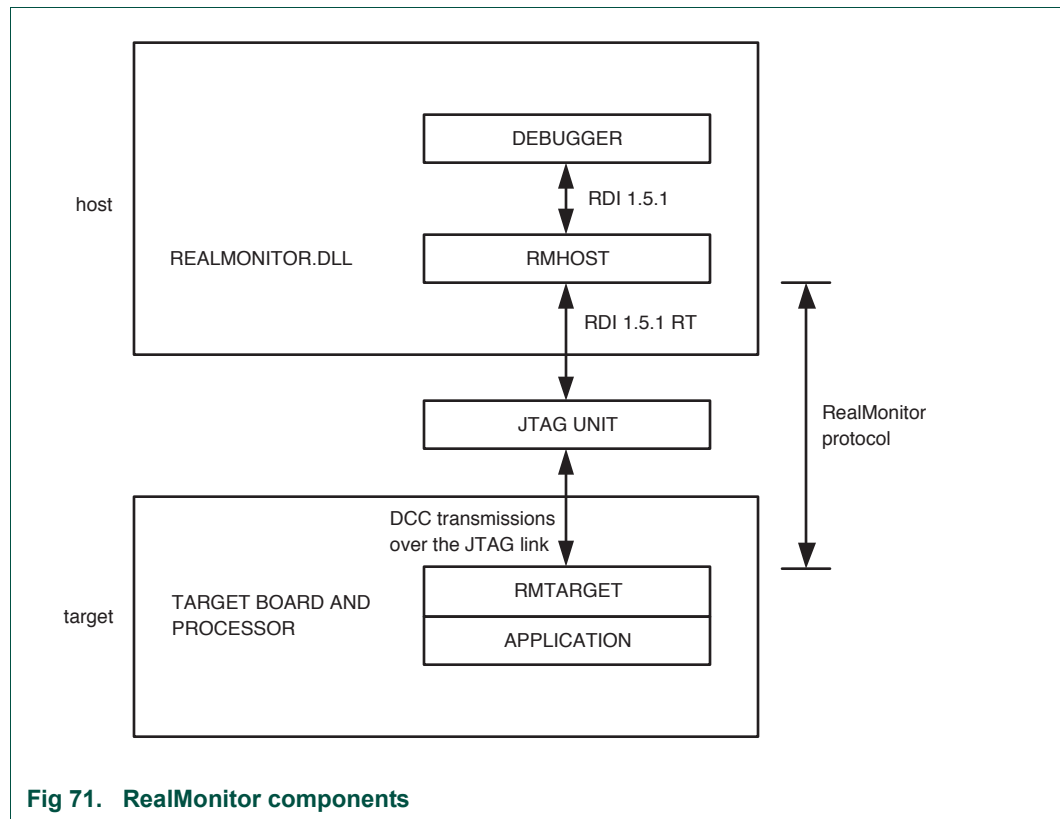 DEBUGGER
RDI 1.5.1
host
REALMONITOR.DLL
RMHOST
RDI 1.5.1 RT
JTAG UNIT
RealMonitor
protocol
DCC transmissions
over the JTAG link
target
TARGET BOARD AND
PROCESSOR
RMTARGET
APPLICATION
Fig 71. RealMonitor components